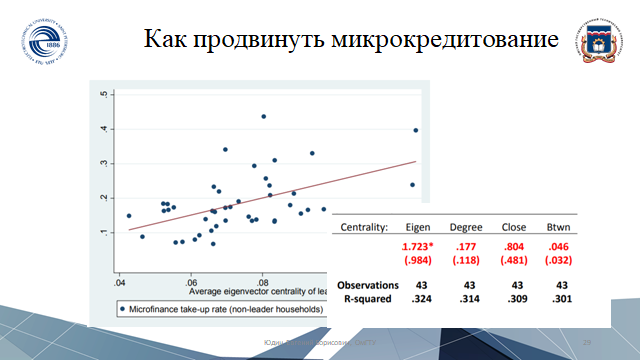 Как продвинуть микрокредитование
1886
.5
.4
.3
.2
.1
.04
.06
.08
Average eigenvector centrality of lea
Microfinance take-up rate (non-leader households)
Centrality: Eigen Degree Close Btwn
1.723* .177 .804 .046
(.984) (.118) (.481) (.032)
Observations 43 43 43 43
R-squared .324 .314 .309 .301
29